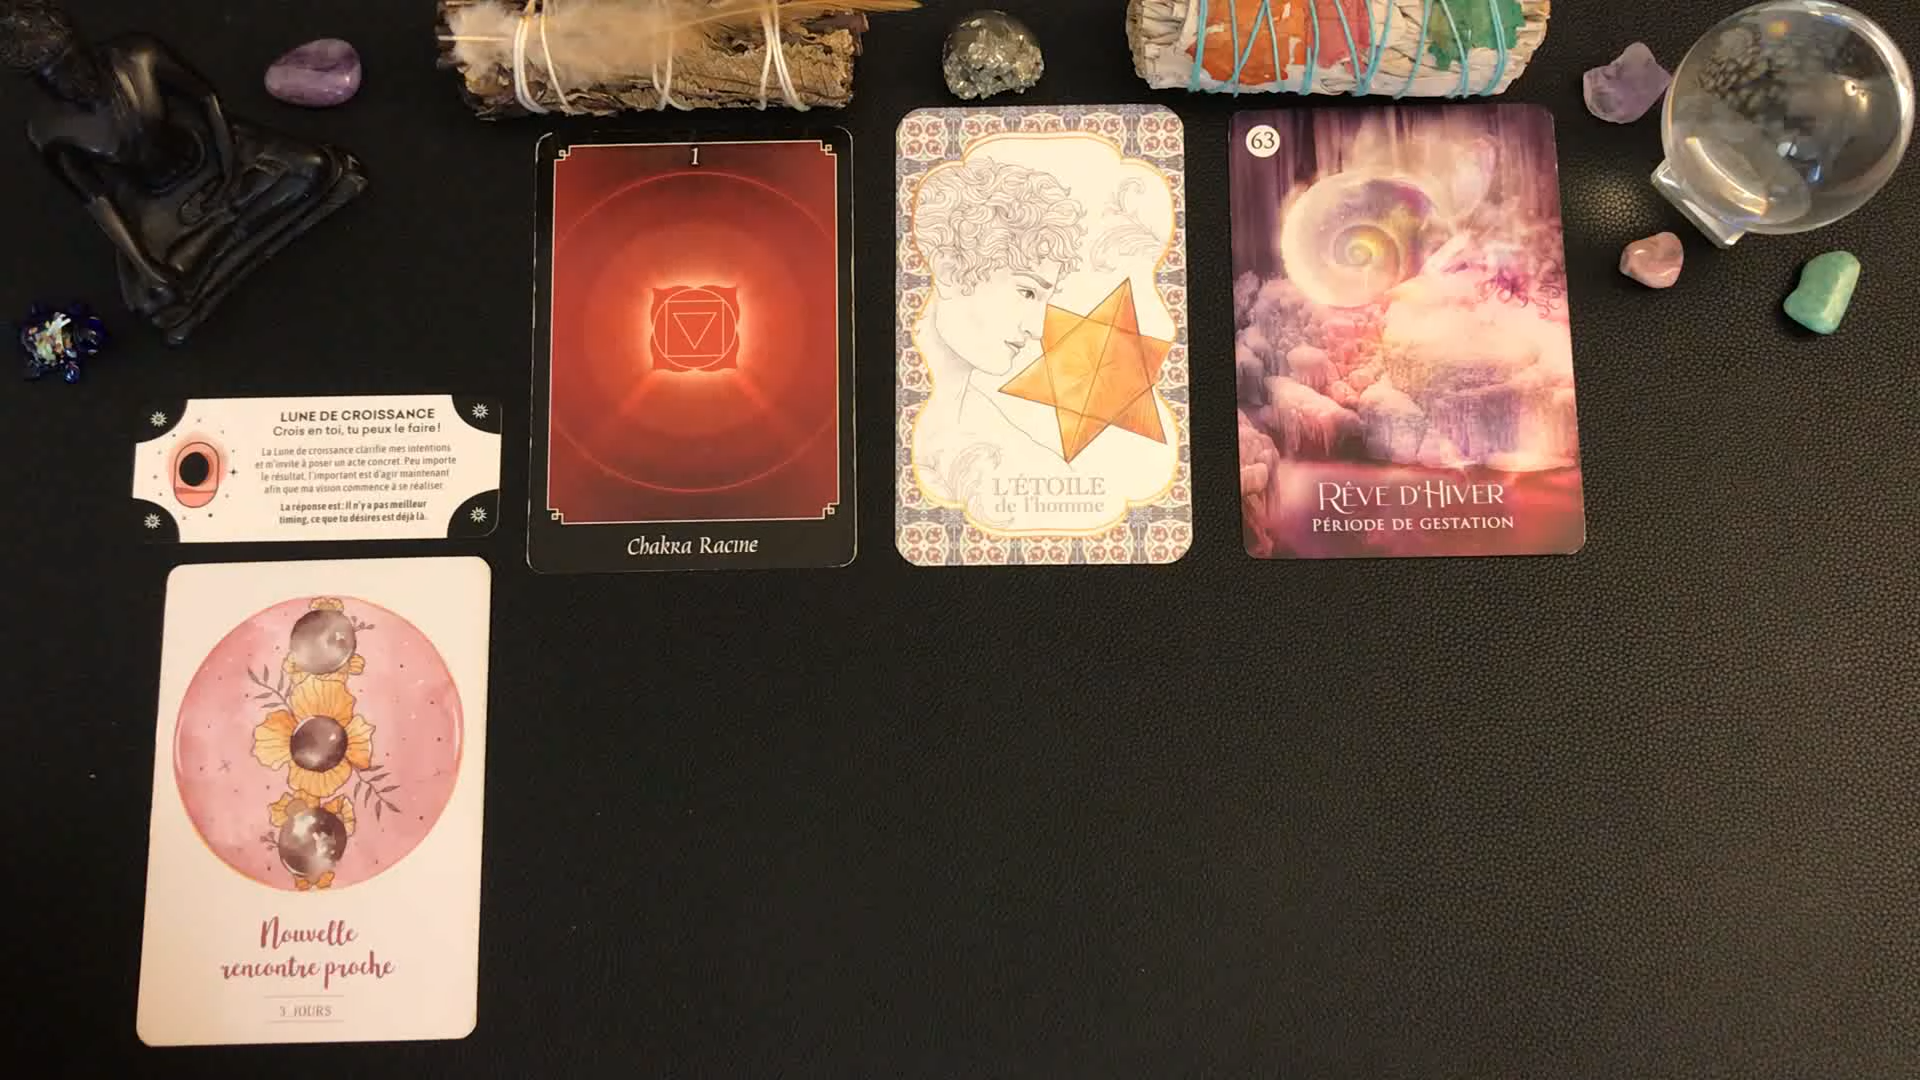 LUNE DE CROISSANCE
Crois en toi, tu peux le faire!
La Lune de croissance clarifie mes intentions
et m'invite à poser un acte concret. Peu importe
le résultat, l'important est d'agir maintenant
afin que ma vision commence à se réaliser.
La réponse est: Il n'y a pas meilleur
timing, ce que tu désires est déjà là.
1
Chakra Racine
L'ÉTOILE
de l'homme
63
RÊVE D'HIVER
PÉRIODE DE GESTATION
Nouvelle
rencontre proche
3 JOURS